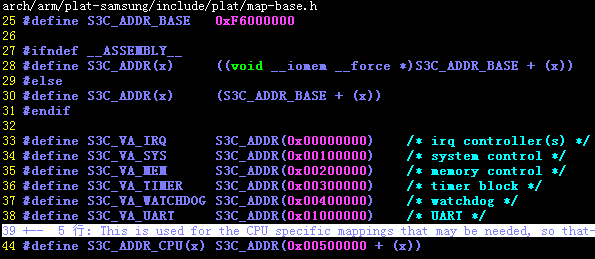 arch/arm/plat-samsung/include/plat/map-base.h
25 #define S3C_ADDR_BASE   0xF6000000
26
27 #ifndef __ASSEMBLY__
28 #define S3C_ADDR(x)     ((void __iomem __force *)S3C_ADDR_BASE + (x))
29 #else
30 #define S3C_ADDR(x)     (S3C_ADDR_BASE + (x))
31 #endif
32
33 #define S3C_VA_IRQ      S3C_ADDR(0x00000000)    /* irq controller(s) */
34 #define S3C_VA_SYS      S3C_ADDR(0x00100000)    /* system control */
35 #define S3C_VA_MEM      S3C_ADDR(0x00200000)    /* memory control */
36 #define S3C_VA_TIMER    S3C_ADDR(0x00300000)    /* timer block */
37 #define S3C_VA_WATCHDOG S3C_ADDR(0x00400000)    /* watchdog */
38 #define S3C_VA_UART     S3C_ADDR(0x01000000)    /* UART */
39 +--  5 行: This is used for the CPU specific mappings that may be needed, so that-
44 #define S3C_ADDR_CPU(x) S3C_ADDR(0x00500000 + (x))